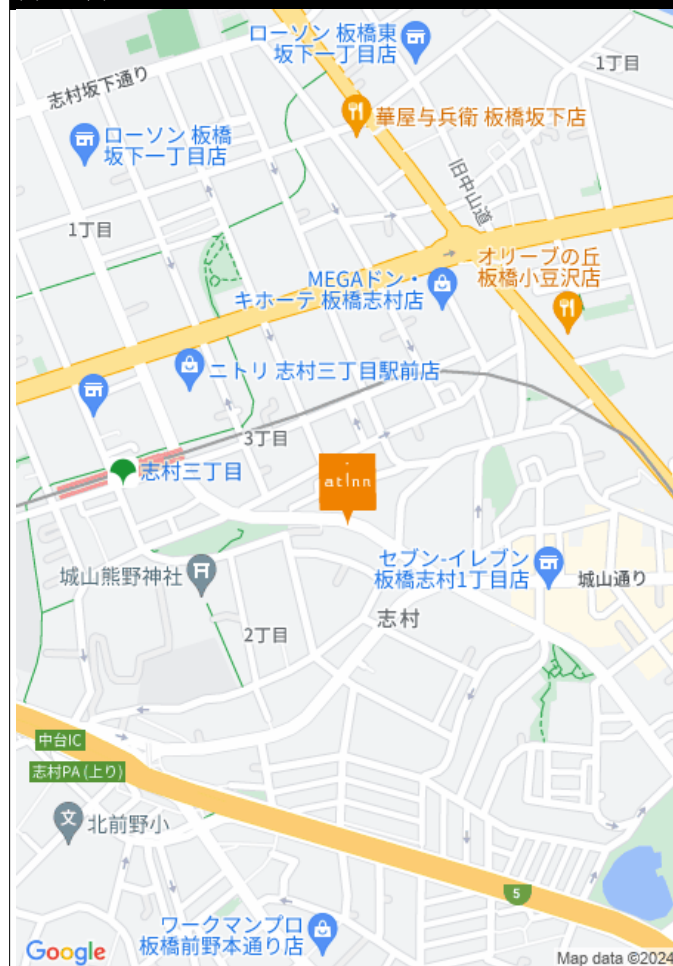 ローソン 板橋東
坂下一丁目店
1丁目
志村坂下通り
華屋与兵衛 板橋坂下店
ローソン 板橋
坂下一丁目店
旧中山道
1丁目
オリーブの丘
板橋小豆沢店
MEGAドン・
キホーテ 板橋志村店
ニトリ 志村三丁目駅前店
3丁目
志村三丁目
at Inn
セブン-イレブン
板橋志村1丁目店
城山通り
城山熊野神社
志村
2丁目
中台IC
志村PA (上り)
文
北前野小
5
ワークマンプロ
板橋前野本通り店
Google
Map data ©2024